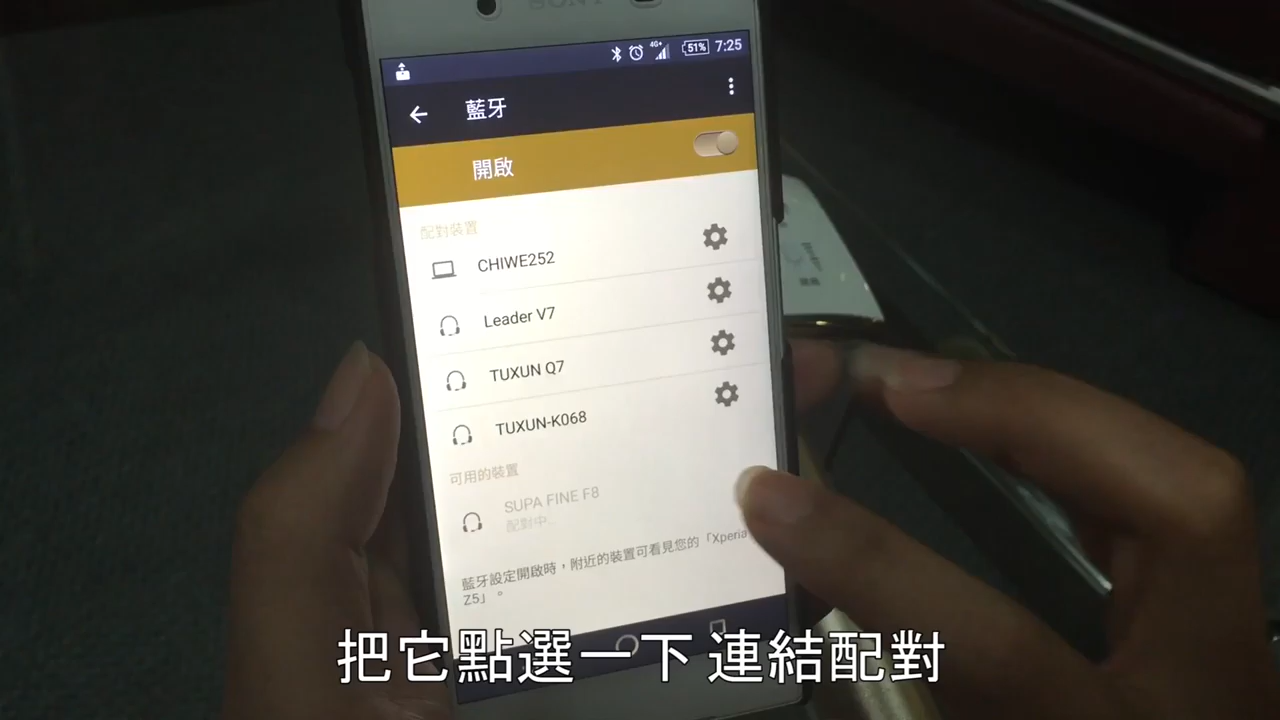 SONY
4G+ 51% 7:25
藍牙
開啟
配對裝置
CHIWE252
Leader V7
TUXUN Q7
TUXUN-K068
可用的裝置
SUPA FINE F8
配對中...
藍牙設定開啟時，附近的裝置可看見您的「Xperia
Z5」。
把它點選一下 連結配對